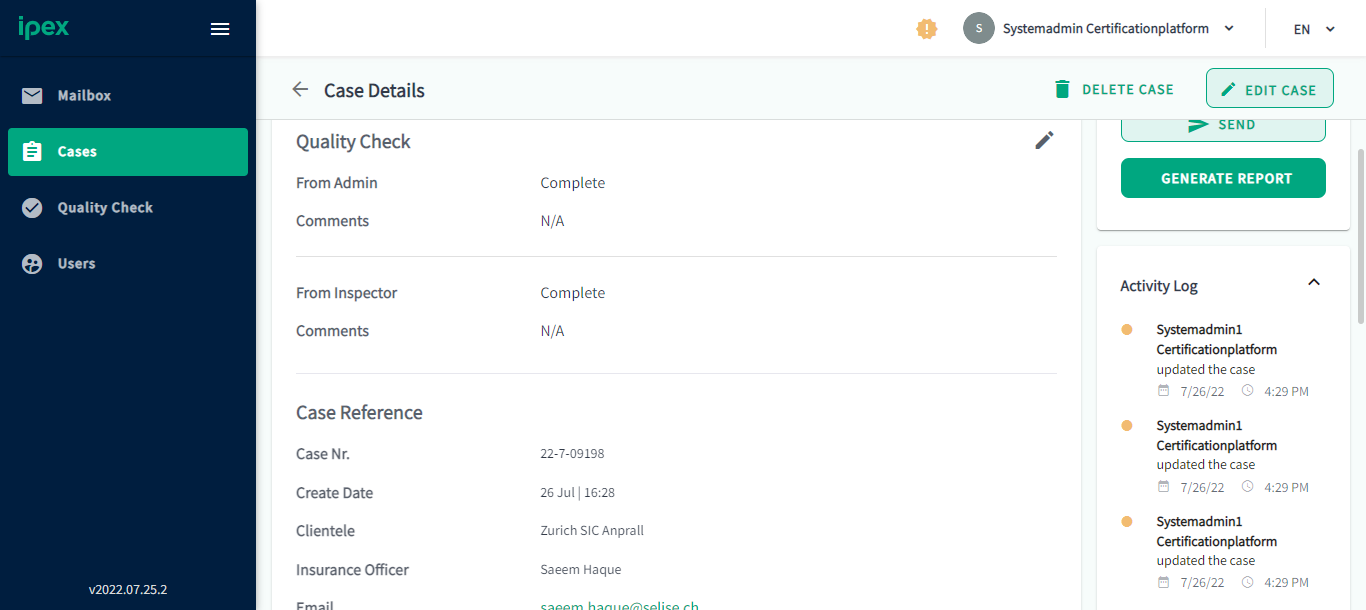 ipex
Systemadmin Certificationplatform
EN
S
Mailbox
Cases
Quality Check
Users
v2022.07.25.2
Case Details
DELETE CASE
EDIT CASE
Quality Check
From Admin Complete
Comments N/A
From Inspector Complete
Comments N/A
Case Reference
Case Nr. 22-7-09198
Create Date 26 Jul | 16:28
Clientele Zurich SIC Anprall
Insurance Officer Saeem Haque
Email saeem.haque@selise.ch
SEND
GENERATE REPORT
Activity Log
Systemadmin1
Certificationplatform
updated the case
7/26/22 4:29 PM
Systemadmin1
Certificationplatform
updated the case
7/26/22 4:29 PM
Systemadmin1
Certificationplatform
updated the case
7/26/22 4:29 PM